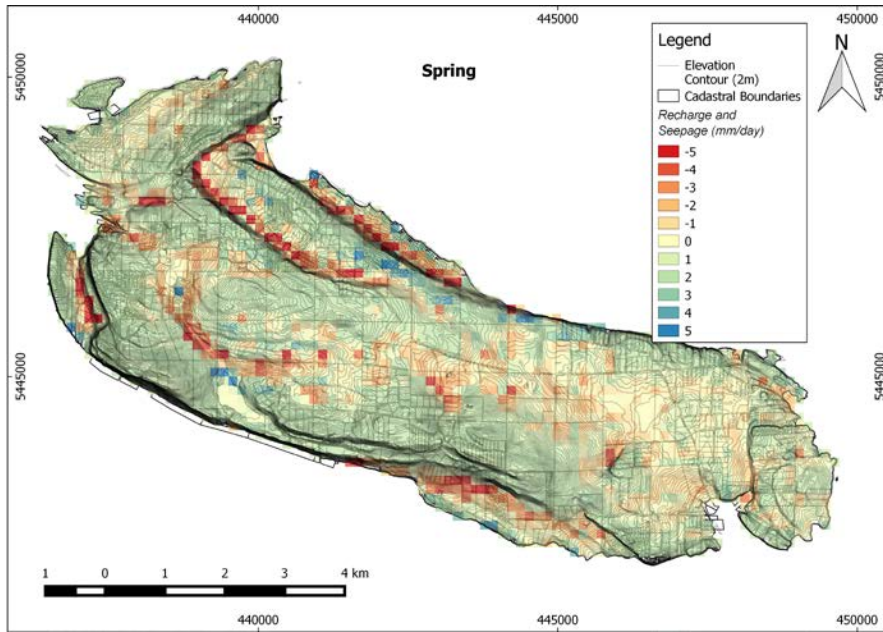 440000 445000 450000
5450000
5450000
Spring
Legend
Elevation
Contour (2m)
Cadastral Boundaries
Recharge and
Seepage (mm/day)
-5
-4
-3
-2
-1
0
1
2
3
4
5
N
5445000
5445000
1 0 1 2 3 4 km
440000 445000 450000